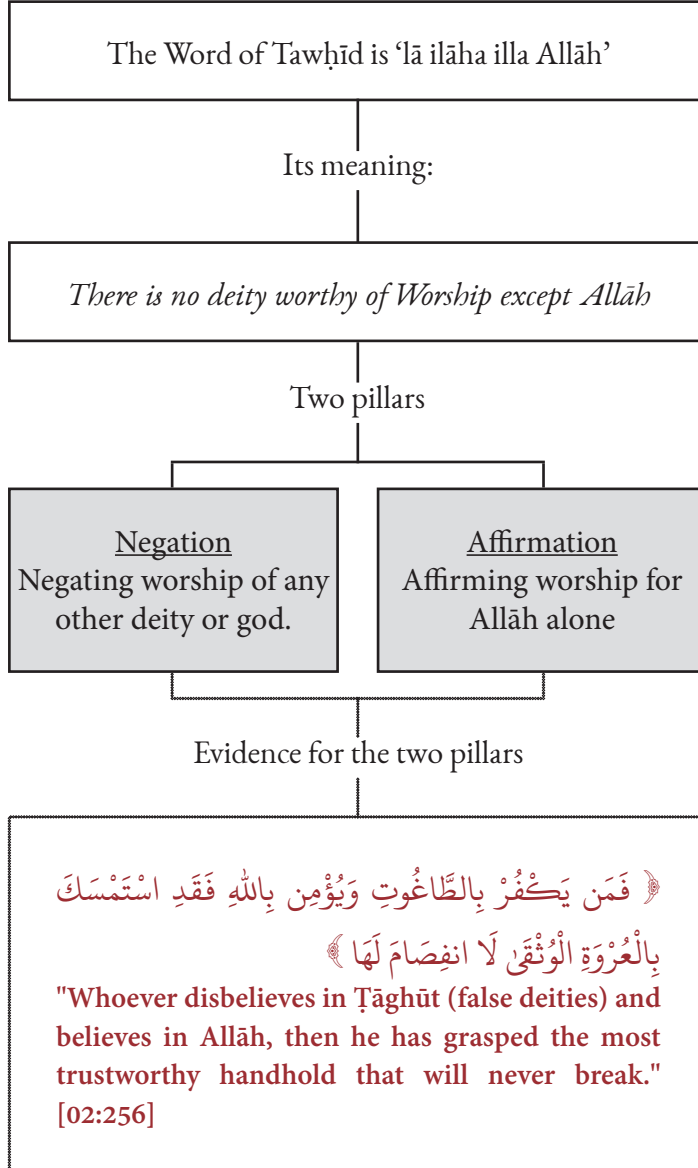 The Word of Tawḥīd is ‘lā ilāha illa Allāh’
Its meaning:
There is no deity worthy of Worship except Allāh
Two pillars
Negation
Negating worship of any
other deity or god.
Affirmation
Affirming worship for
Allāh alone
Evidence for the two pillars
﴿ فَمَن يَكْفُرْ بِالطَّاغُوتِ وَيُؤْمِن بِاللهِ فَقَدِ اسْتَمْسَكَ
بِالْعُرْوَةِ الْوُثْقَىٰ لَا انفِصَامَ لَهَا ﴾
"Whoever disbelieves in Ṭāghūt (false deities) and
believes in Allāh, then he has grasped the most
trustworthy handhold that will never break."
[02:256]